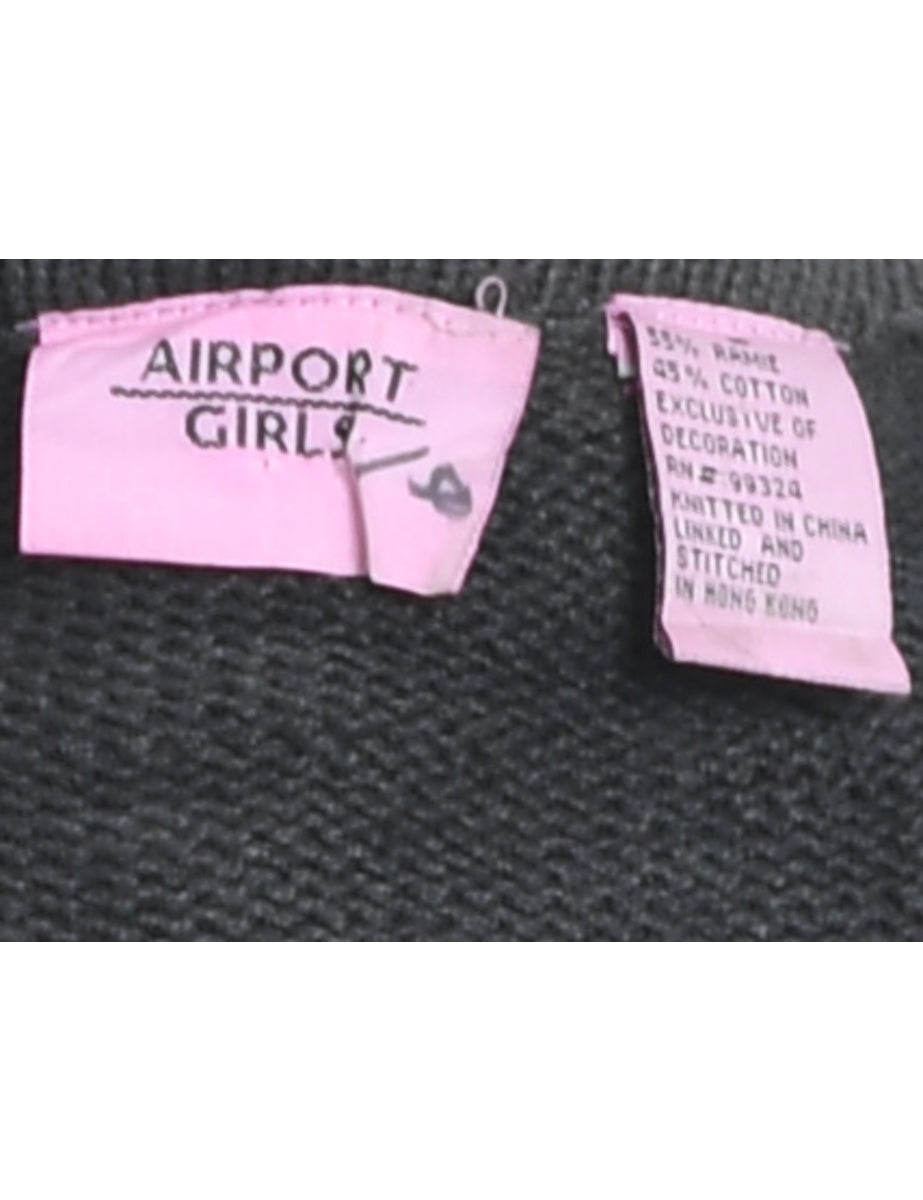 AIRPORT
GIRLS
55% RAMIE
45% COTTON
EXCLUSIVE OF
DECORATION
RN#:99324
KNITTED IN CHINA
LINKED AND
STITCHED
IN HONG KONG